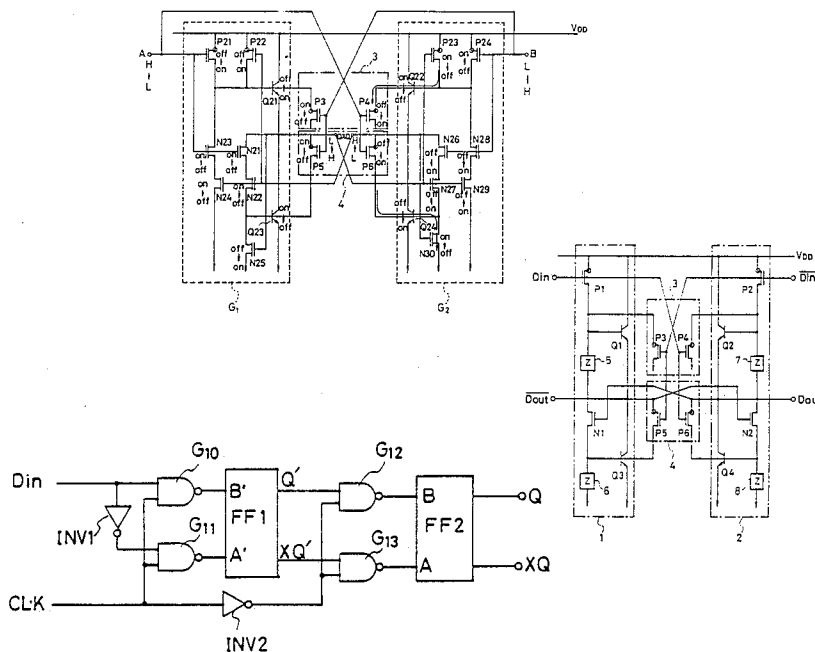 VDD
P21 P22 P23 P24
A B
H L
L H
off on
3
Q21 Q22
P3 P4
N23 N21 N26 N28
P5 P6
N24 N22 N27 N29
4
Q23 Q24
N25 N30
G1 G2
VDD
Din Din
P1 P2
3
Q1 P3 P4 Q2
5 Z 7 Z
Dout Dout
N1 P5 P6 N2
4
Q3 Q4
6 Z 8 Z
1 2
Din G10 G12
B' Q' B Q
INV1 G11 FF1 FF2
A' XQ' G13 A XQ
CLK
INV2